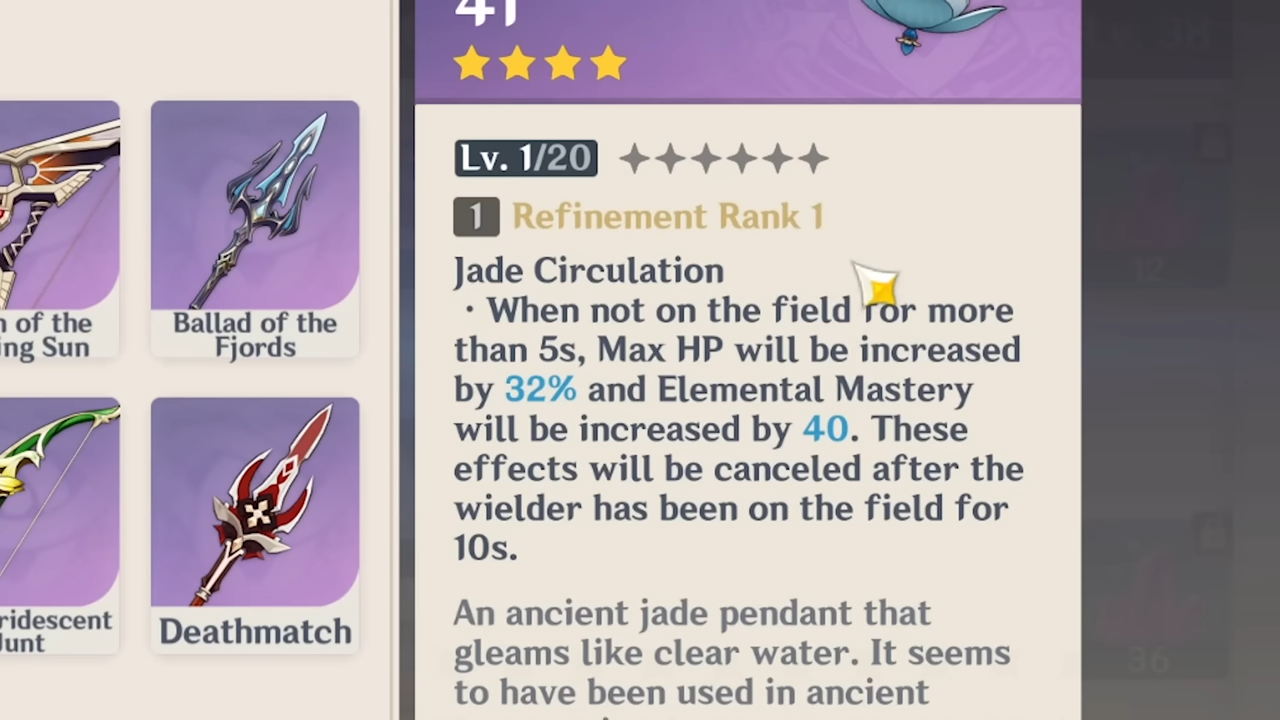 41
Lv. 1/20
1 Refinement Rank 1
Jade Circulation
· When not on the field for more
than 5s, Max HP will be increased
by 32% and Elemental Mastery
will be increased by 40. These
effects will be canceled after the
wielder has been on the field for
10s.
An ancient jade pendant that
gleams like clear water. It seems
to have been used in ancient
of the
ing Sun
Ballad of the
Fjords
ridescent
Deathmatch
12
36